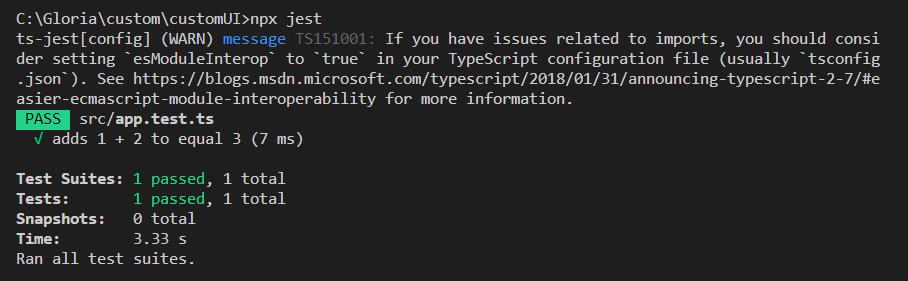 C:\Gloria\custom\customUI>npx jest
ts-jest[config] (WARN) message TS151001: If you have issues related to imports, you should consi
der setting `esModuleInterop` to `true` in your TypeScript configuration file (usually `tsconfig
.json`). See https://blogs.msdn.microsoft.com/typescript/2018/01/31/announcing-typescript-2-7/#e
asier-ecmascript-module-interoperability for more information.
PASS src/app.test.ts
√ adds 1 + 2 to equal 3 (7 ms)
Test Suites: 1 passed, 1 total
Tests: 1 passed, 1 total
Snapshots: 0 total
Time: 3.33 s
Ran all test suites.